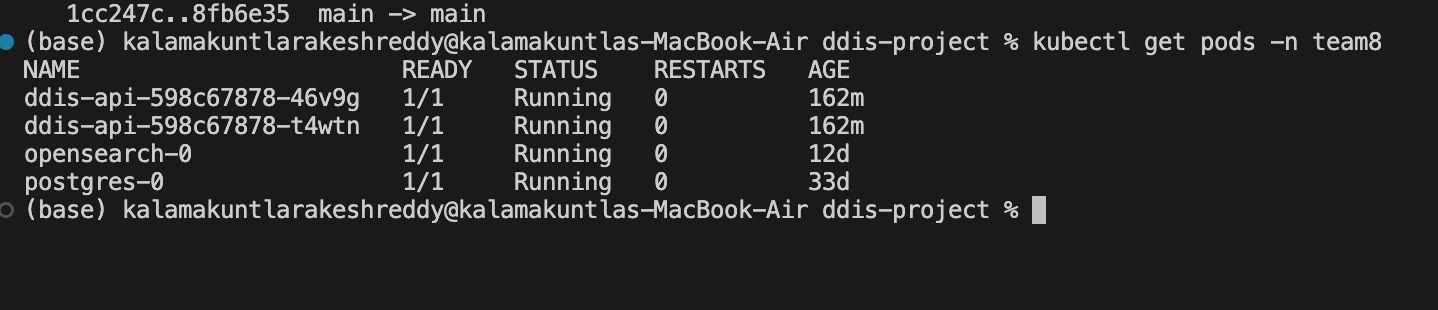 1cc247c..8fb6e35  main -> main
(base) kalamakuntlarakeshreddy@kalamakuntlas-MacBook-Air ddis-project % kubectl get pods -n team8
NAME                       READY   STATUS    RESTARTS   AGE
ddis-api-598c67878-46v9g   1/1     Running   0          162m
ddis-api-598c67878-t4wtn   1/1     Running   0          162m
opensearch-0               1/1     Running   0          12d
postgres-0                 1/1     Running   0          33d
(base) kalamakuntlarakeshreddy@kalamakuntlas-MacBook-Air ddis-project %